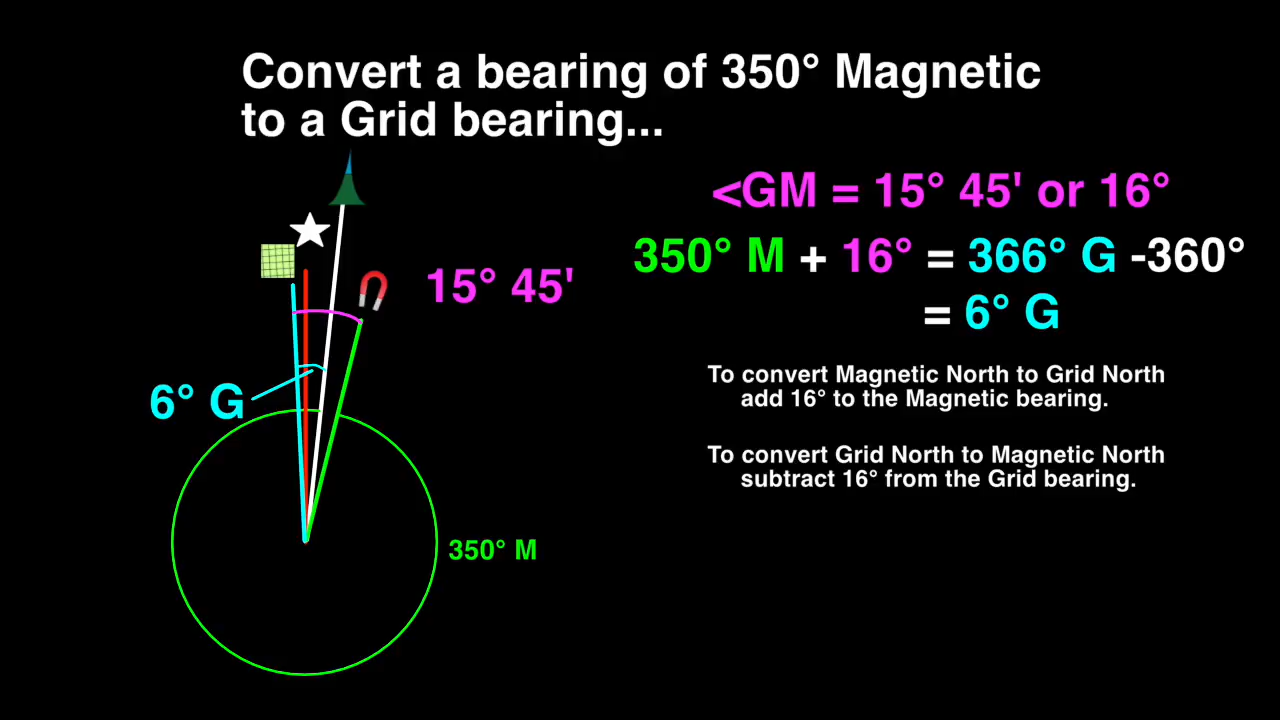 Convert a bearing of 350° Magnetic
to a Grid bearing...
<GM = 15° 45' or 16°
350° M + 16° = 366° G -360°
= 6° G
15° 45'
6° G
To convert Magnetic North to Grid North
add 16° to the Magnetic bearing.
To convert Grid North to Magnetic North
subtract 16° from the Grid bearing.
350° M